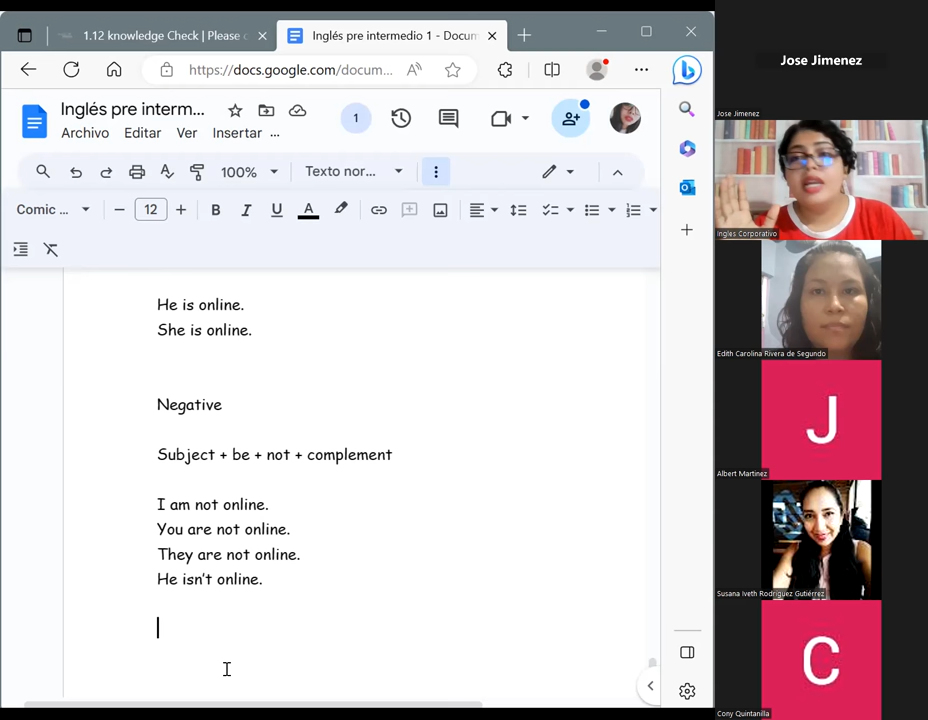 1.12 knowledge Check | Please
Inglés pre intermedio 1 - Docum
https://docs.google.com/docum...
Inglés pre interm...
1
Archivo Editar Ver Insertar ...
100% Texto nor...
Comic ... 12 B I U A
He is online.
She is online.
Negative
Subject + be + not + complement
I am not online.
You are not online.
They are not online.
He isn't online.
Jose Jimenez
Jose Jimenez
Ingles Corporativo
Edith Carolina Rivera de Segundo
J
Albert Martinez
Susana Iveth Rodriguez Gutiérrez
C
Cony Quintanilla